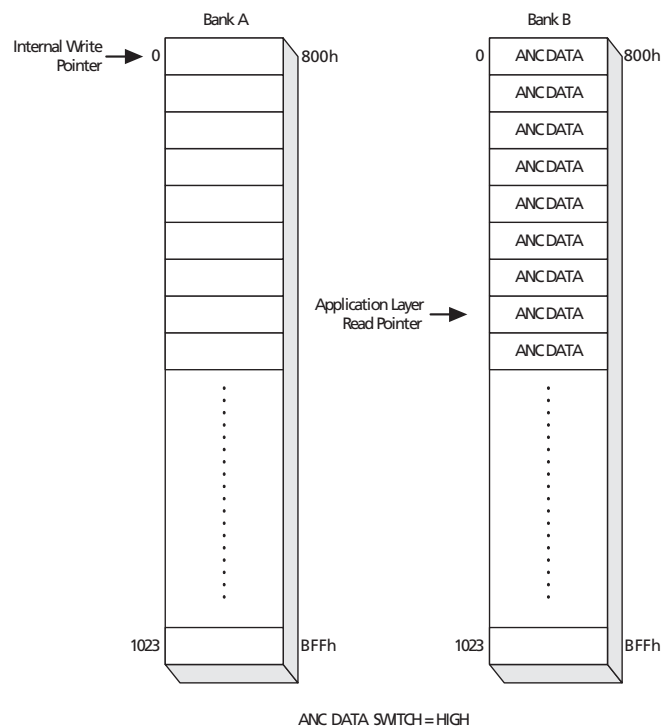 Bank A
Internal Write
Pointer
0
800h
1023
BFFh
Bank B
0
ANC DATA
800h
ANC DATA
ANC DATA
ANC DATA
ANC DATA
ANC DATA
ANC DATA
Application Layer
Read Pointer
ANC DATA
ANC DATA
1023
BFFh
ANC DATA SWITCH = HIGH